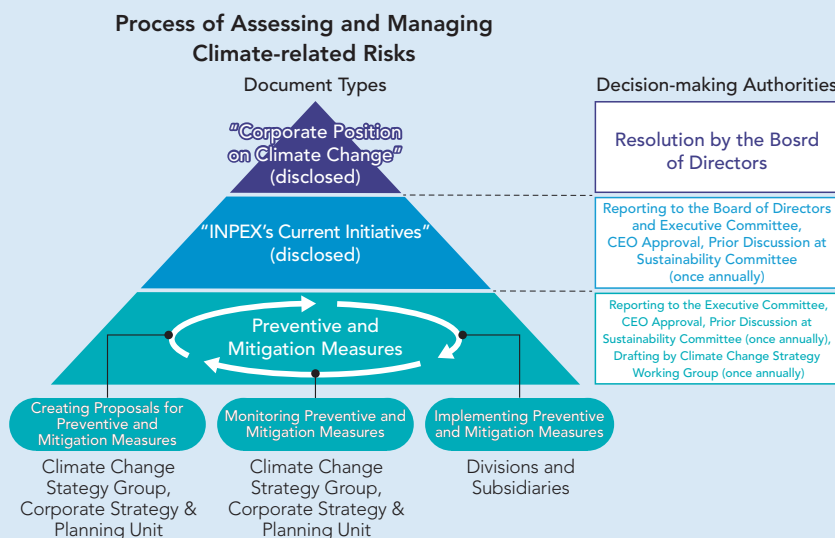 Process of Assessing and Managing
Climate-related Risks
Document Types
Decision-making Authorities
"Corporate Position
on Climate Change"
(disclosed)
Resolution by the Bosrd
of Directors
"INPEX's Current Initiatives"
(disclosed)
Reporting to the Board of Directors
and Executive Committee,
CEO Approval, Prior Discussion at
Sustainability Committee
(once annually)
Preventive and
Mitigation Measures
Reporting to the Executive Committee,
CEO Approval, Prior Discussion at
Sustainability Committee (once annually),
Drafting by Climate Change Strategy
Working Group (once annually)
Creating Proposals for
Preventive and
Mitigation Measures
Climate Change
Stategy Group,
Corporate Strategy &
Planning Unit
Monitoring Preventive and
Mitigation Measures
Climate Change
Strategy Group,
Corporate Strategy &
Planning Unit
Implementing Preventive
and Mitigation Measures
Divisions and
Subsidiaries